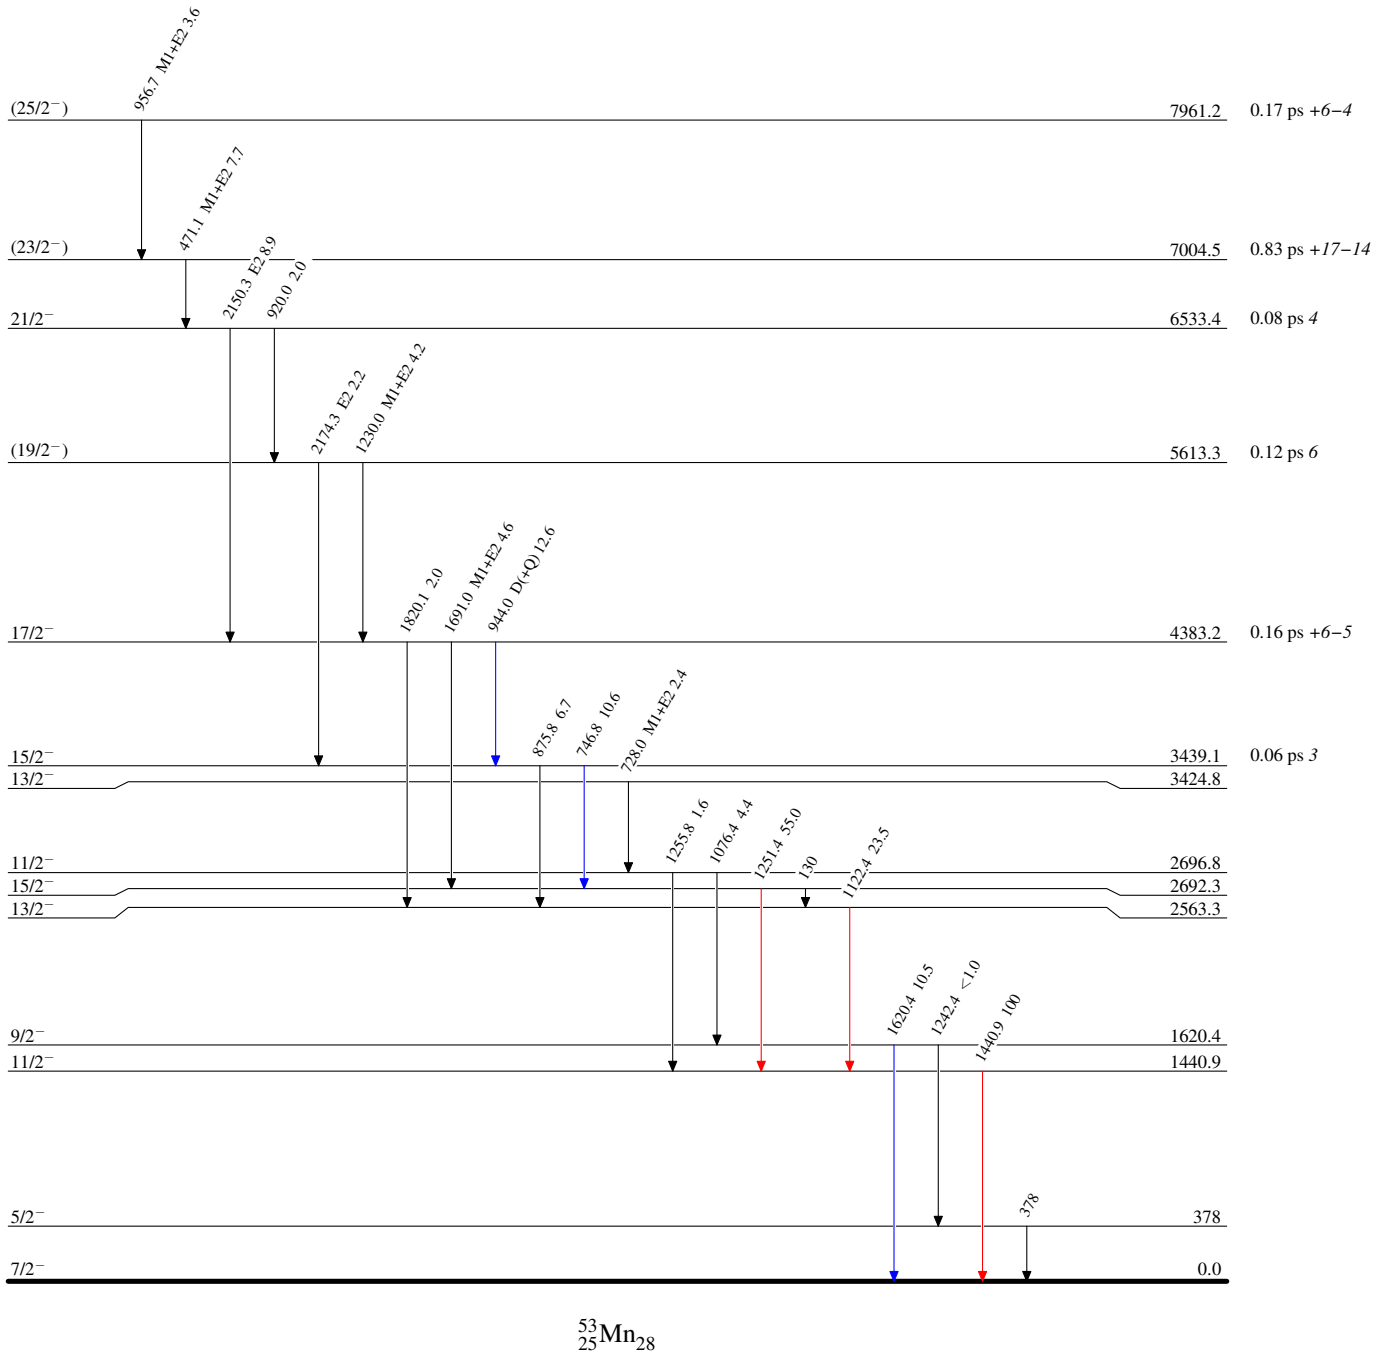 956.7 M1+E2 3.6
(25/2⁻) 7961.2 0.17 ps +6−4
471.1 M1+E2 7.7
(23/2⁻) 7004.5 0.83 ps +17−14
2150.3 E2 8.9
920.0 2.0
21/2⁻ 6533.4 0.08 ps 4
2174.3 E2 2.2
1230.0 M1+E2 4.2
(19/2⁻) 5613.3 0.12 ps 6
1820.1 2.0
1691.0 M1+E2 4.6
944.0 D(+Q) 12.6
17/2⁻ 4383.2 0.16 ps +6−5
875.8 6.7
746.8 10.6
728.0 M1+E2 2.4
15/2⁻ 3439.1 0.06 ps 3
13/2⁻ 3424.8
1255.8 1.6
1076.4 4.4
1251.4 55.0
130
1122.4 23.5
11/2⁻ 2696.8
15/2⁻ 2692.3
13/2⁻ 2563.3
1620.4 10.5
1242.4 <1.0
1440.9 100
9/2⁻ 1620.4
11/2⁻ 1440.9
378
5/2⁻ 378
7/2⁻ 0.0
⁵³₂₅Mn₂₈